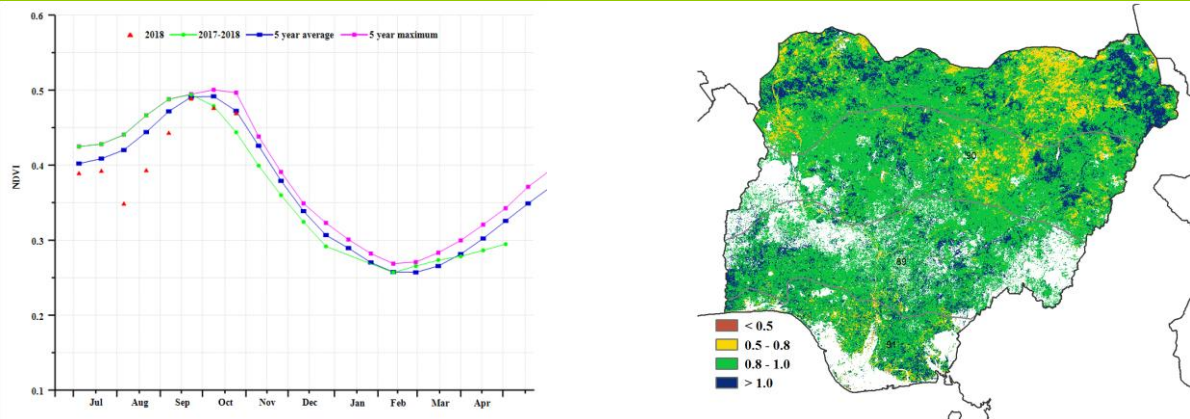 0.6
2018 2017-2018 5 year average 5 year maximum
0.5
0.4
NDVI
0.3
0.2
0.1
Jul Aug Sep Oct Nov Dec Jan Feb Mar Apr
92
90
89
91
< 0.5
0.5 - 0.8
0.8 - 1.0
> 1.0